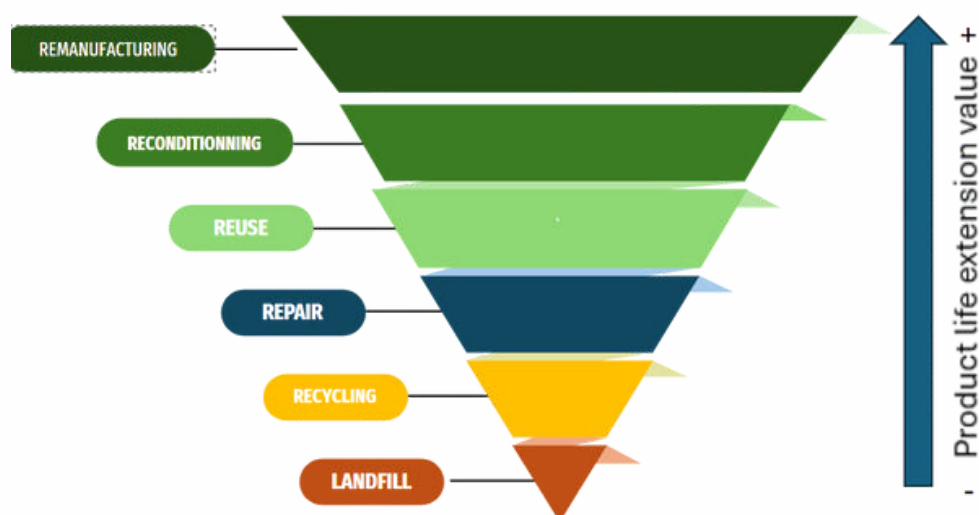 REMANUFACTURING
RECONDITIONNING
REUSE
REPAIR
RECYCLING
LANDFILL
- Product life extension value +